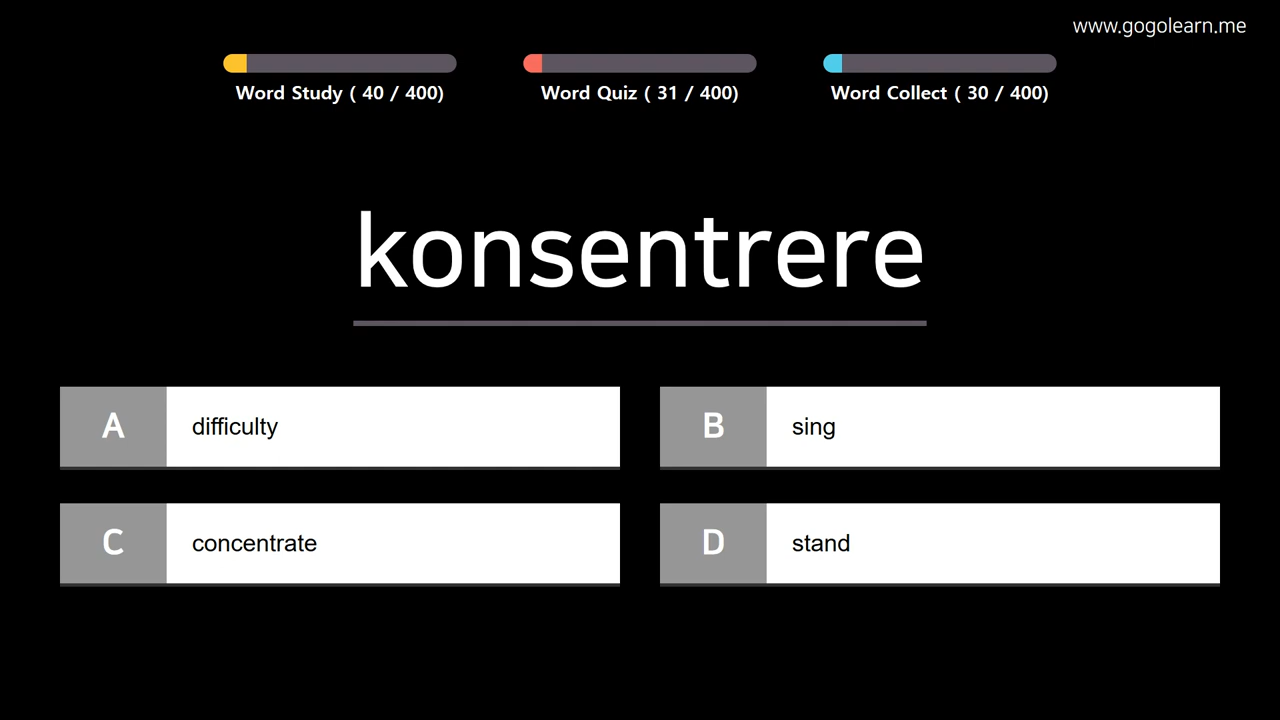 www.gogolearn.me
Word Study ( 40 / 400)
Word Quiz ( 31 / 400)
Word Collect ( 30 / 400)
konsentrere
A difficulty
B sing
C concentrate
D stand